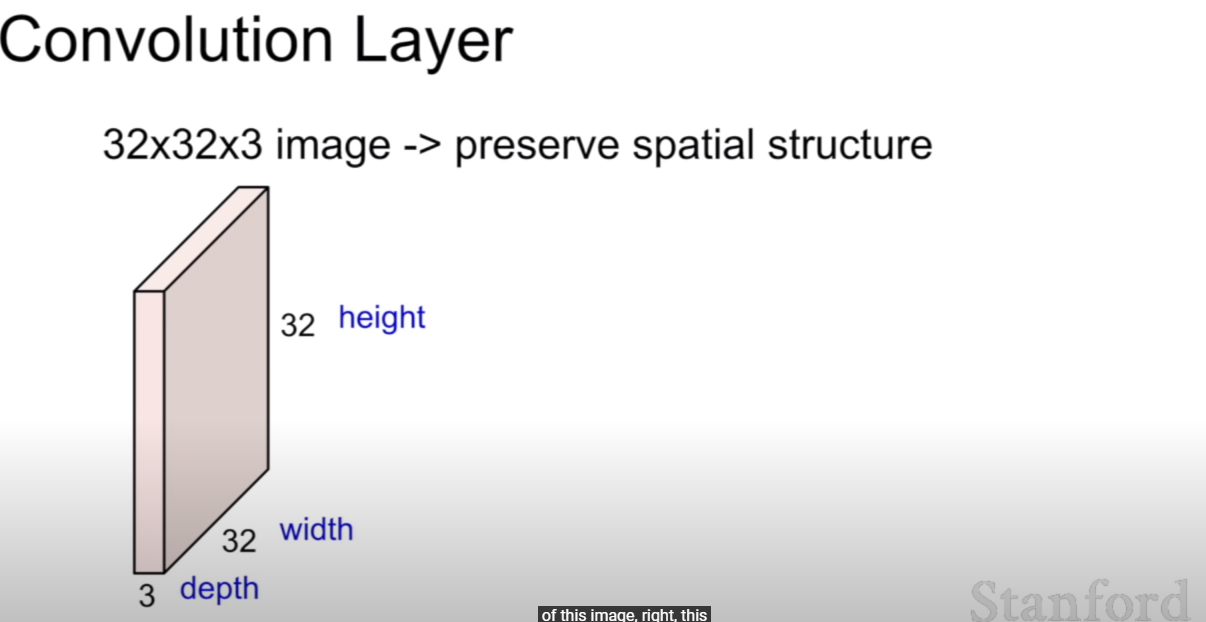 Convolution Layer
32x32x3 image -> preserve spatial structure
32 height
32 width
3 depth
of this image, right, this
Stanford